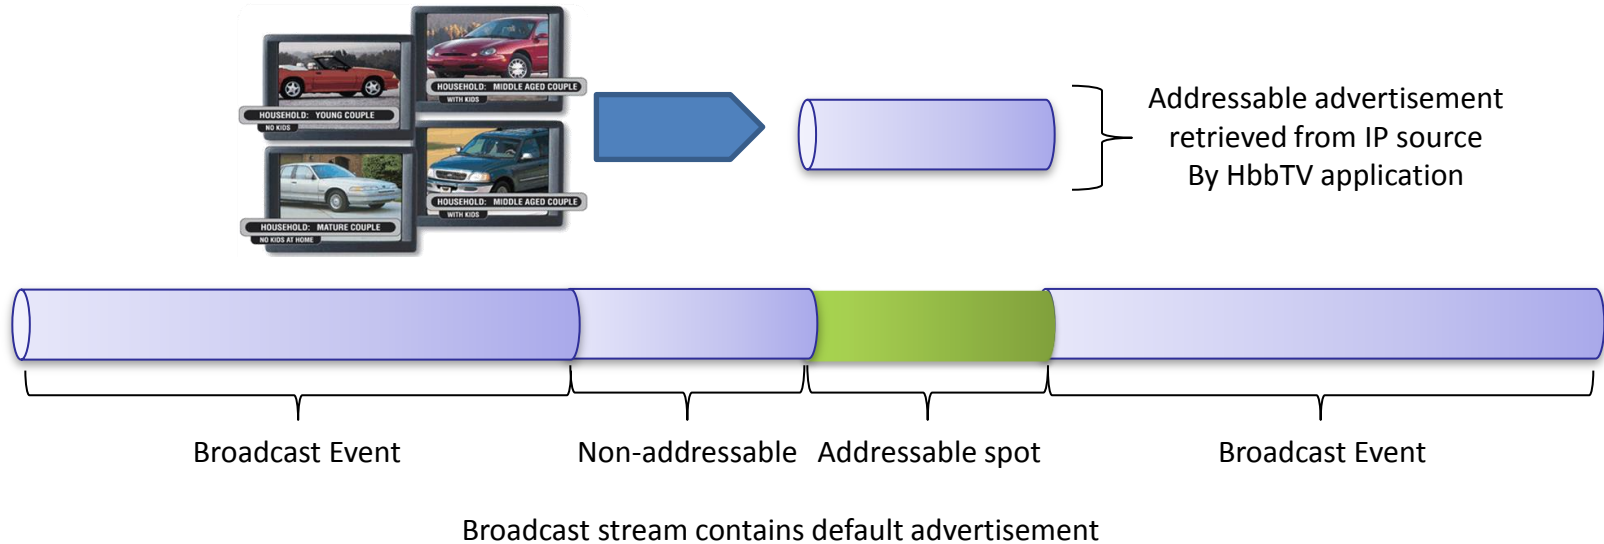 HOUSEHOLD: YOUNG COUPLE
NO KIDS
HOUSEHOLD: MIDDLE AGED COUPLE
WITH KIDS
HOUSEHOLD: MATURE COUPLE
NO KIDS AT HOME
HOUSEHOLD: MIDDLE AGED COUPLE
WITH KIDS
Addressable advertisement
retrieved from IP source
By HbbTV application
Broadcast Event
Non-addressable
Addressable spot
Broadcast Event
Broadcast stream contains default advertisement